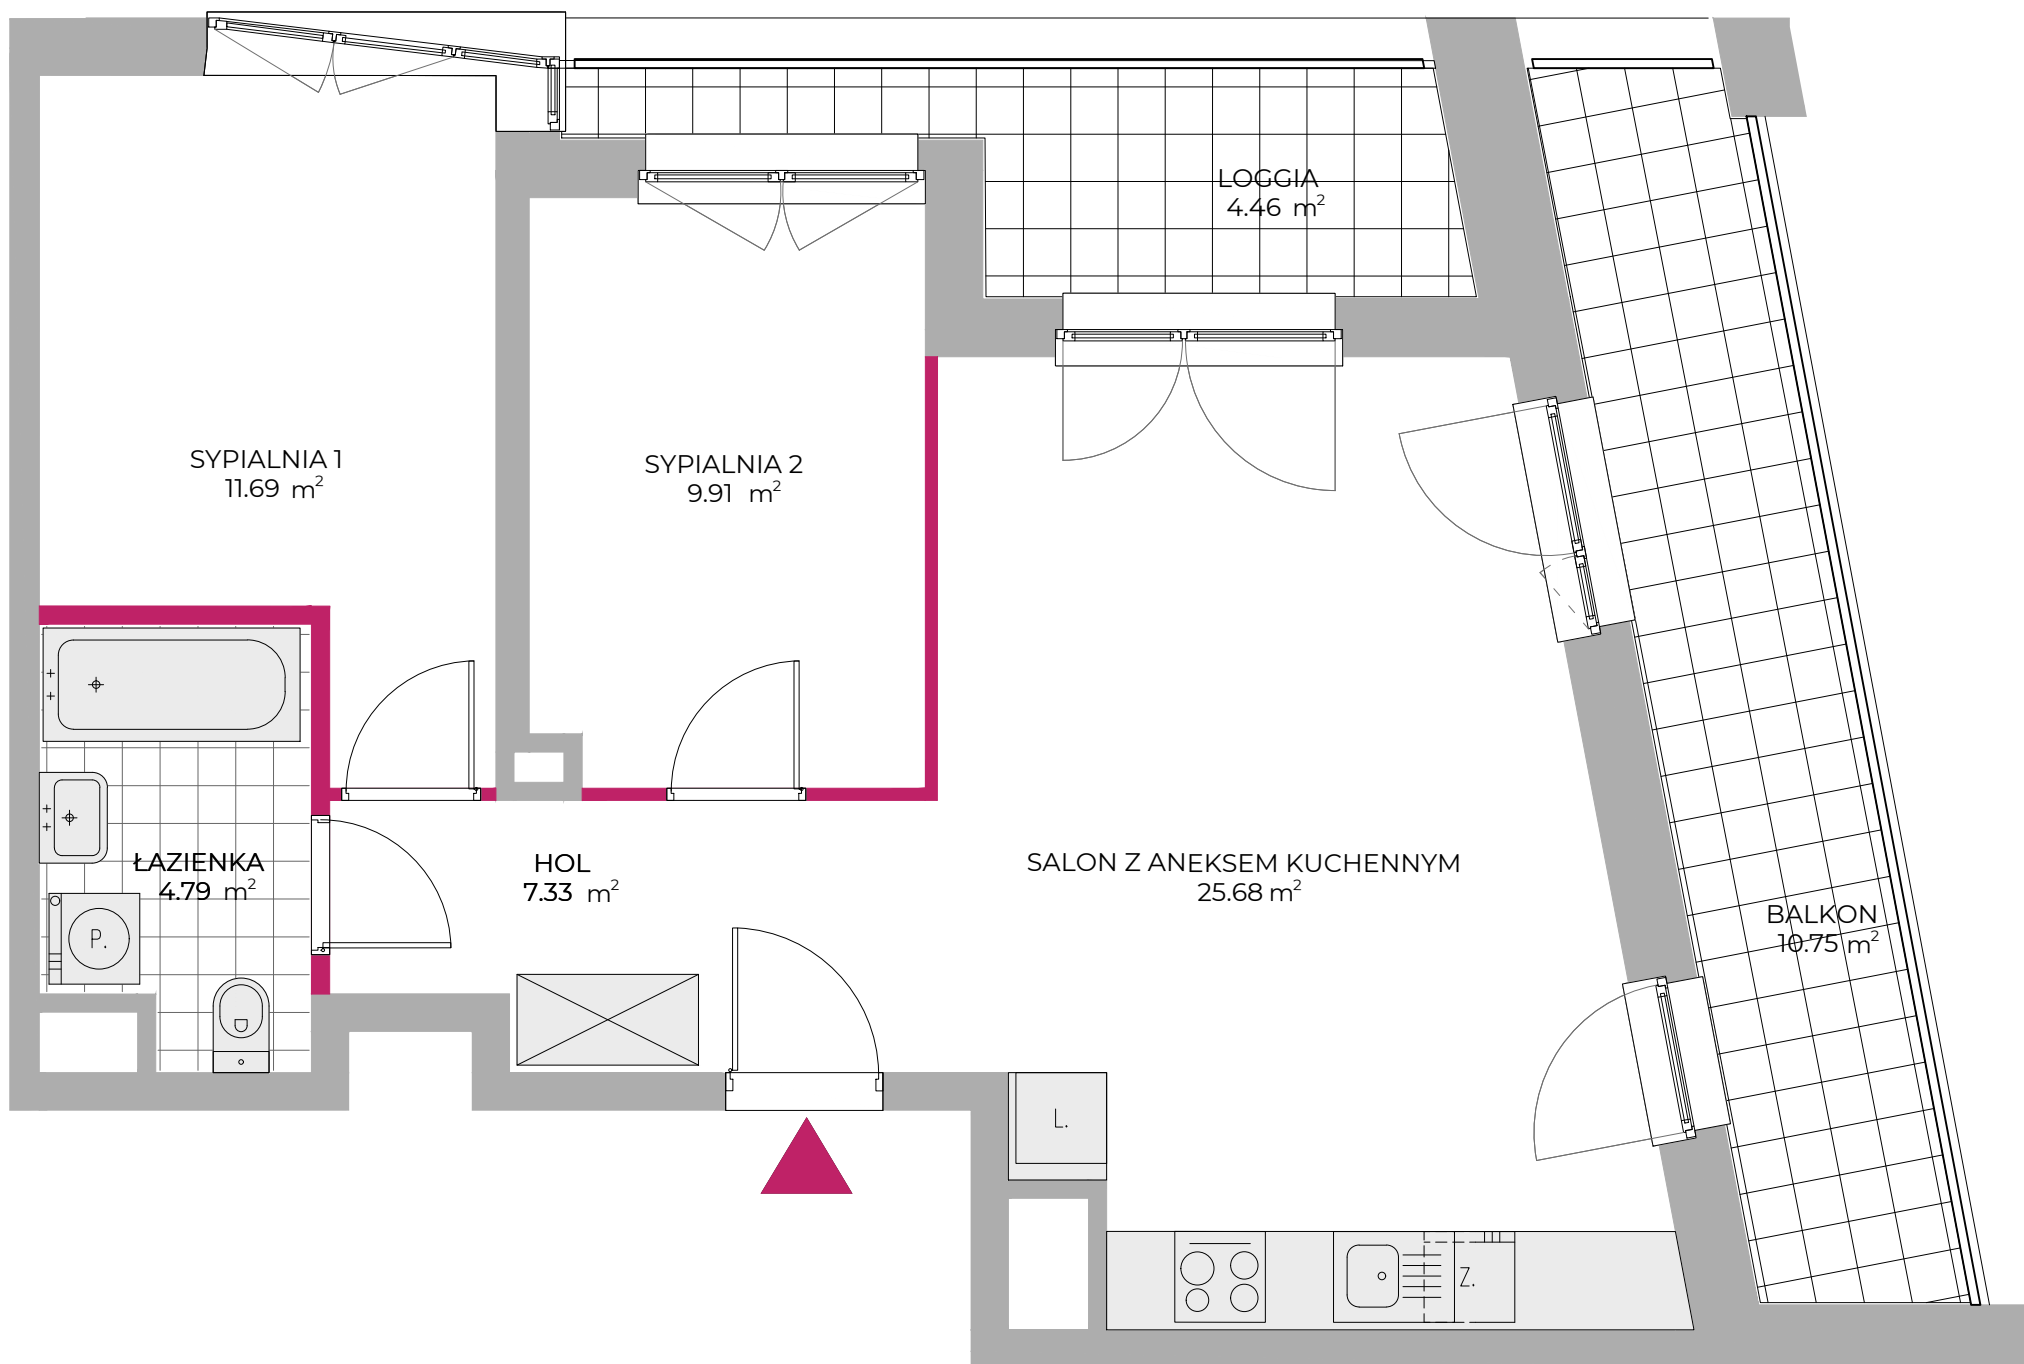 LOGGIA
4.46 m²
SYPIALNIA 1
11.69 m²
SYPIALNIA 2
9.91 m²
ŁAZIENKA
4.79 m²
HOL
7.33 m²
SALON Z ANEKSEM KUCHENNYM
25.68 m²
BALKON
10.75 m²
P.
L.
Z.